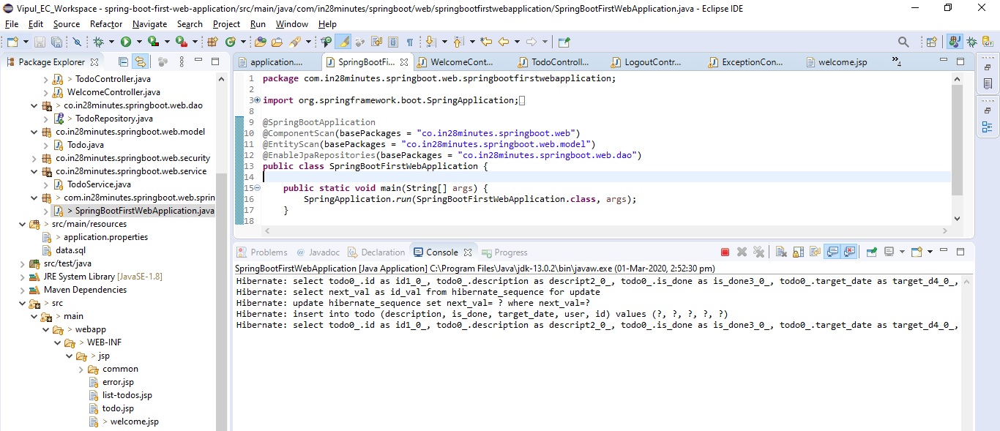 Vipul_EC_Workspace - spring-boot-first-web-application/src/main/java/com/in28minutes/springboot/web/springbootfirstwebapplication/SpringBootFirstWebApplication.java - Eclipse IDE
File Edit Source Refactor Navigate Search Project Run Window Help
Package Explorer
> TodoController.java
WelcomeController.java
> co.in28minutes.springboot.web.dao
> TodoRepository.java
co.in28minutes.springboot.web.model
Todo.java
co.in28minutes.springboot.web.security
co.in28minutes.springboot.web.service
TodoService.java
> com.in28minutes.springboot.web.sprin
> SpringBootFirstWebApplication.java
> src/main/resources
> application.properties
data.sql
src/test/java
JRE System Library [JavaSE-1.8]
Maven Dependencies
> src
> main
> webapp
> WEB-INF
> jsp
common
error.jsp
list-todos.jsp
todo.jsp
> welcome.jsp
application.... SpringBootFi... WelcomeCont... TodoControll... LogoutContr... ExceptionCon... welcome.jsp »4
1 package com.in28minutes.springboot.web.springbootfirstwebapplication;
2
3 import org.springframework.boot.SpringApplication;
8
9 @SpringBootApplication
10 @ComponentScan(basePackages = "co.in28minutes.springboot.web")
11 @EntityScan(basePackages = "co.in28minutes.springboot.web.model")
12 @EnableJpaRepositories(basePackages = "co.in28minutes.springboot.web.dao")
13 public class SpringBootFirstWebApplication {
14
15 public static void main(String[] args) {
16 SpringApplication.run(SpringBootFirstWebApplication.class, args);
17 }
18
Problems @ Javadoc Declaration Console Progress
SpringBootFirstWebApplication [Java Application] C:\Program Files\Java\jdk-13.0.2\bin\javaw.exe (01-Mar-2020, 2:52:30 pm)
Hibernate: select todo0_.id as id1_0_, todo0_.description as descript2_0_, todo0_.is_done as is_done3_0_, todo0_.target_date as target_d4_0_,
Hibernate: select next_val as id_val from hibernate_sequence for update
Hibernate: update hibernate_sequence set next_val= ? where next_val=?
Hibernate: insert into todo (description, is_done, target_date, user, id) values (?, ?, ?, ?, ?)
Hibernate: select todo0_.id as id1_0_, todo0_.description as descript2_0_, todo0_.is_done as is_done3_0_, todo0_.target_date as target_d4_0_,